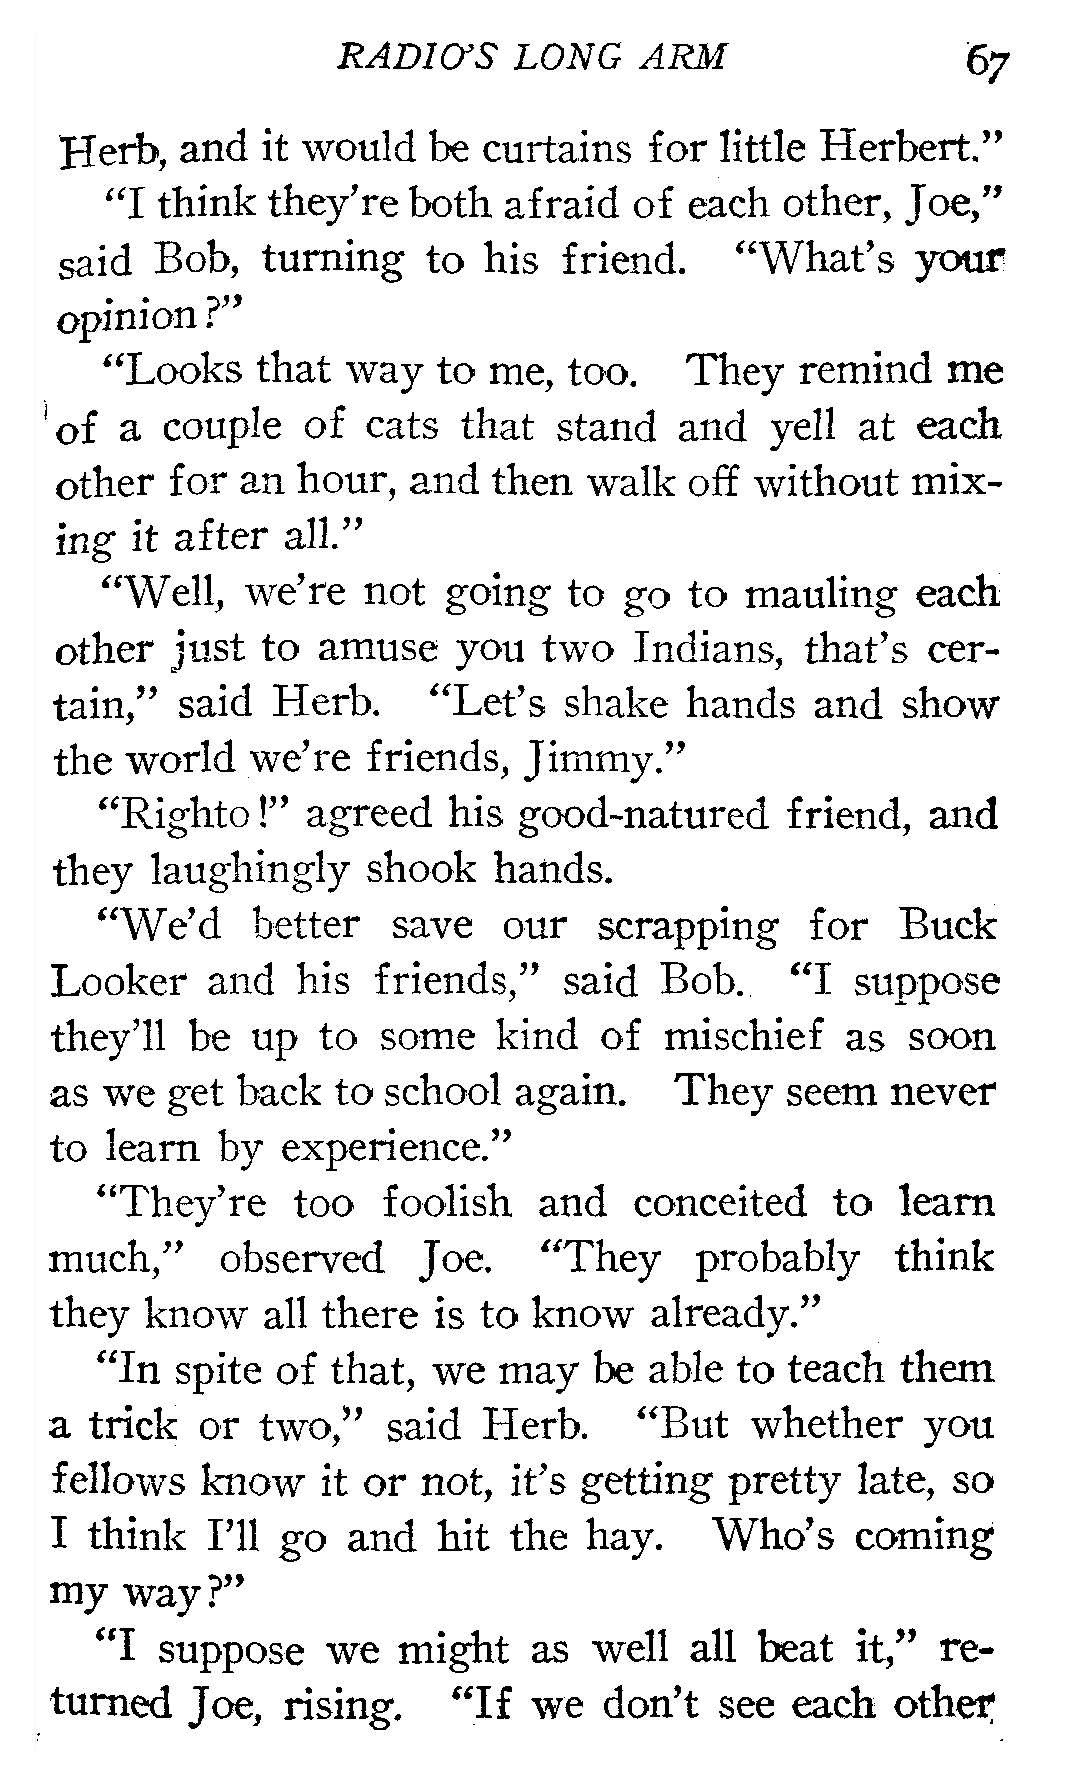 RADIO'S LONG ARM 67
Herb, and it would be curtains for little Herbert."
"I think they're both afraid of each other, Joe,"
said Bob, turning to his friend. "What's your
opinion?"
"Looks that way to me, too. They remind me
of a couple of cats that stand and yell at each
other for an hour, and then walk off without mix-
ing it after all."
"Well, we're not going to go to mauling each
other just to amuse you two Indians, that's cer-
tain," said Herb. "Let's shake hands and show
the world we're friends, Jimmy."
"Righto!" agreed his good-natured friend, and
they laughingly shook hands.
"We'd better save our scrapping for Buck
Looker and his friends," said Bob. "I suppose
they'll be up to some kind of mischief as soon
as we get back to school again. They seem never
to learn by experience."
"They're too foolish and conceited to learn
much," observed Joe. "They probably think
they know all there is to know already."
"In spite of that, we may be able to teach them
a trick or two," said Herb. "But whether you
fellows know it or not, it's getting pretty late, so
I think I'll go and hit the hay. Who's coming
my way?"
"I suppose we might as well all beat it," re-
turned Joe, rising. "If we don't see each other